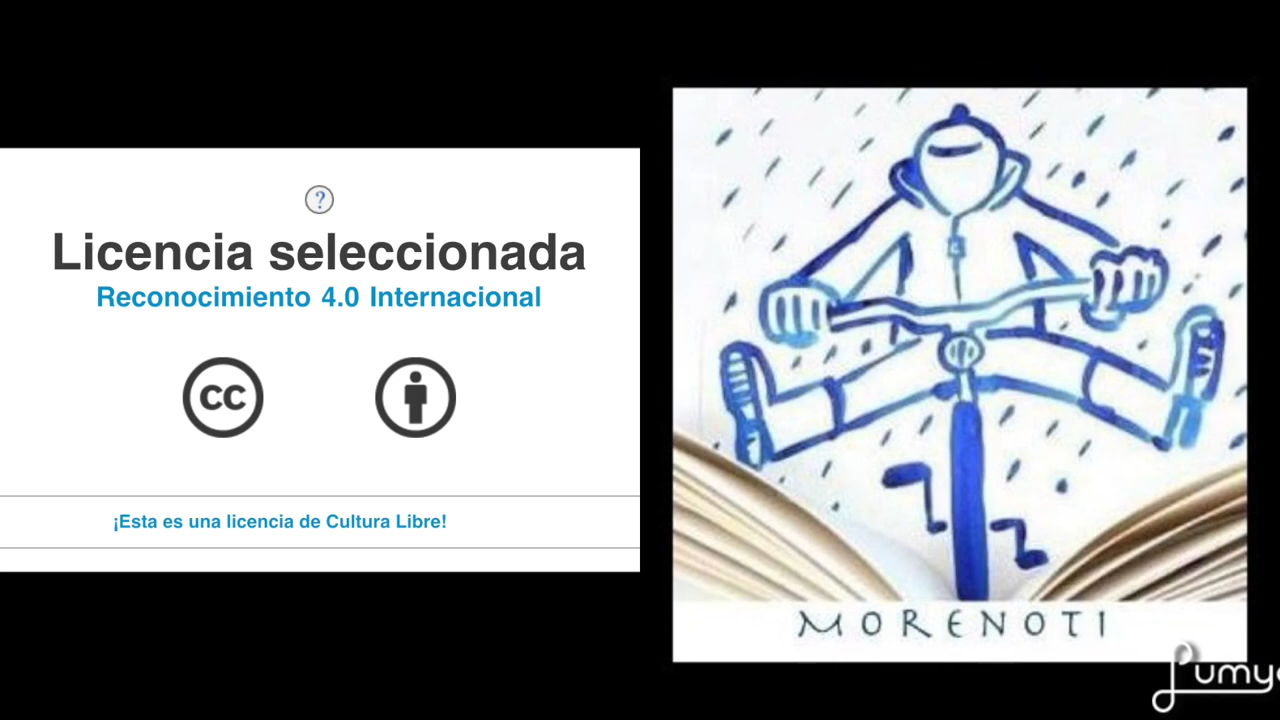 ?
Licencia seleccionada
Reconocimiento 4.0 Internacional
cc
¡Esta es una licencia de Cultura Libre!
MORENOTI